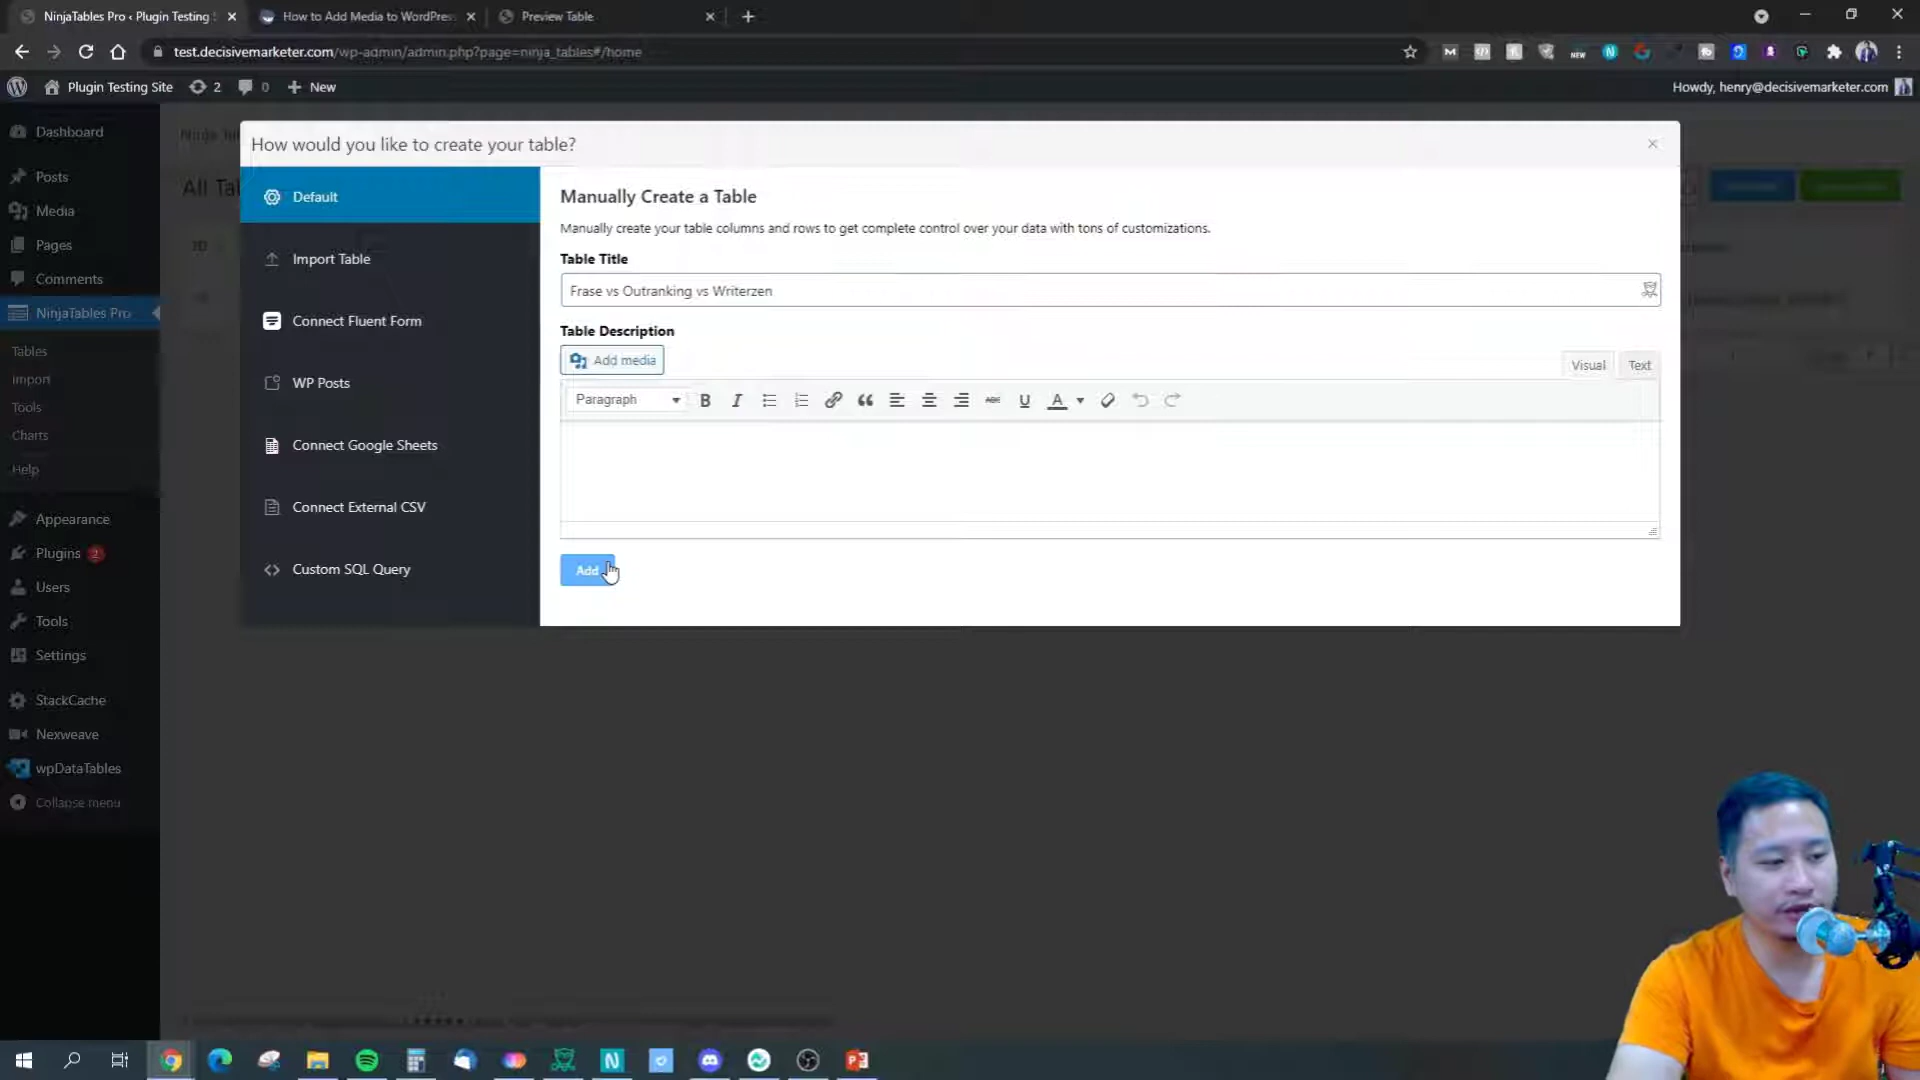 NinjaTables Pro ‹ Plugin Testing
How to Add Media to WordPres
Preview Table
test.decisivemarketer.com/wp-admin/admin.php?page=ninja_tables#/home
Plugin Testing Site
2
0
New
Howdy, henry@decisivemarketer.com
Dashboard
Posts
Media
Pages
Comments
NinjaTables Pro
Tables
Import
Tools
Charts
Help
Appearance
Plugins 2
Users
Tools
Settings
StackCache
Nexweave
wpDataTables
Collapse menu
All Ta
ID
How would you like to create your table?
Default
Import Table
Connect Fluent Form
WP Posts
Connect Google Sheets
Connect External CSV
Custom SQL Query
Manually Create a Table
Manually create your table columns and rows to get complete control over your data with tons of customizations.
Table Title
Frase vs Outranking vs Writerzen
Table Description
Add media
Visual
Text
Paragraph
Add